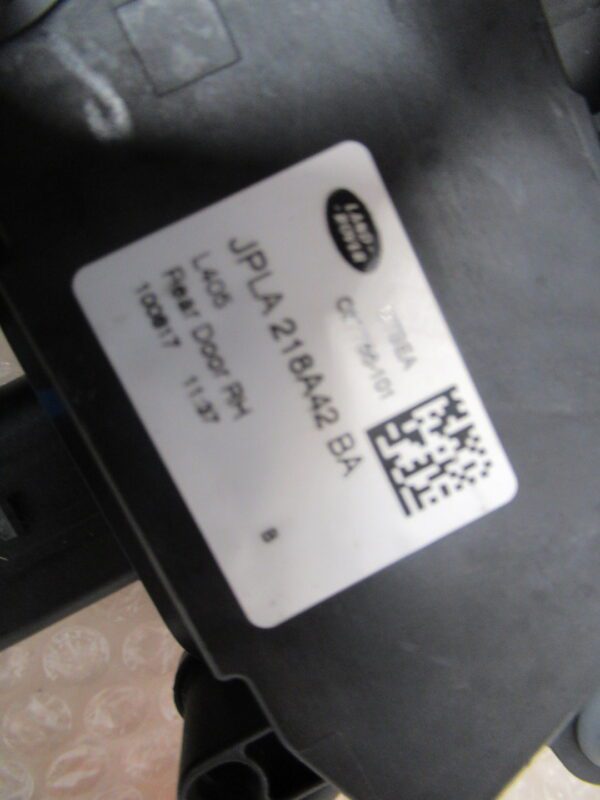 LAND-
ROVER
JPLA 218A42 BA
L405
Rear Door RH
100817 11:37
B